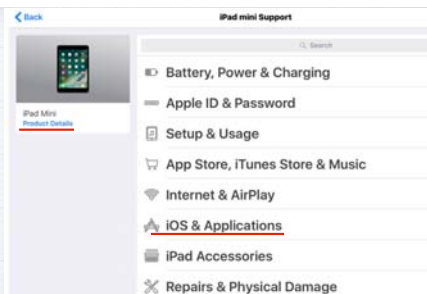 Back
iPad mini Support
Search
iPad Mini
Product Details
Battery, Power & Charging
Apple ID & Password
Setup & Usage
App Store, iTunes Store & Music
Internet & AirPlay
iOS & Applications
iPad Accessories
Repairs & Physical Damage